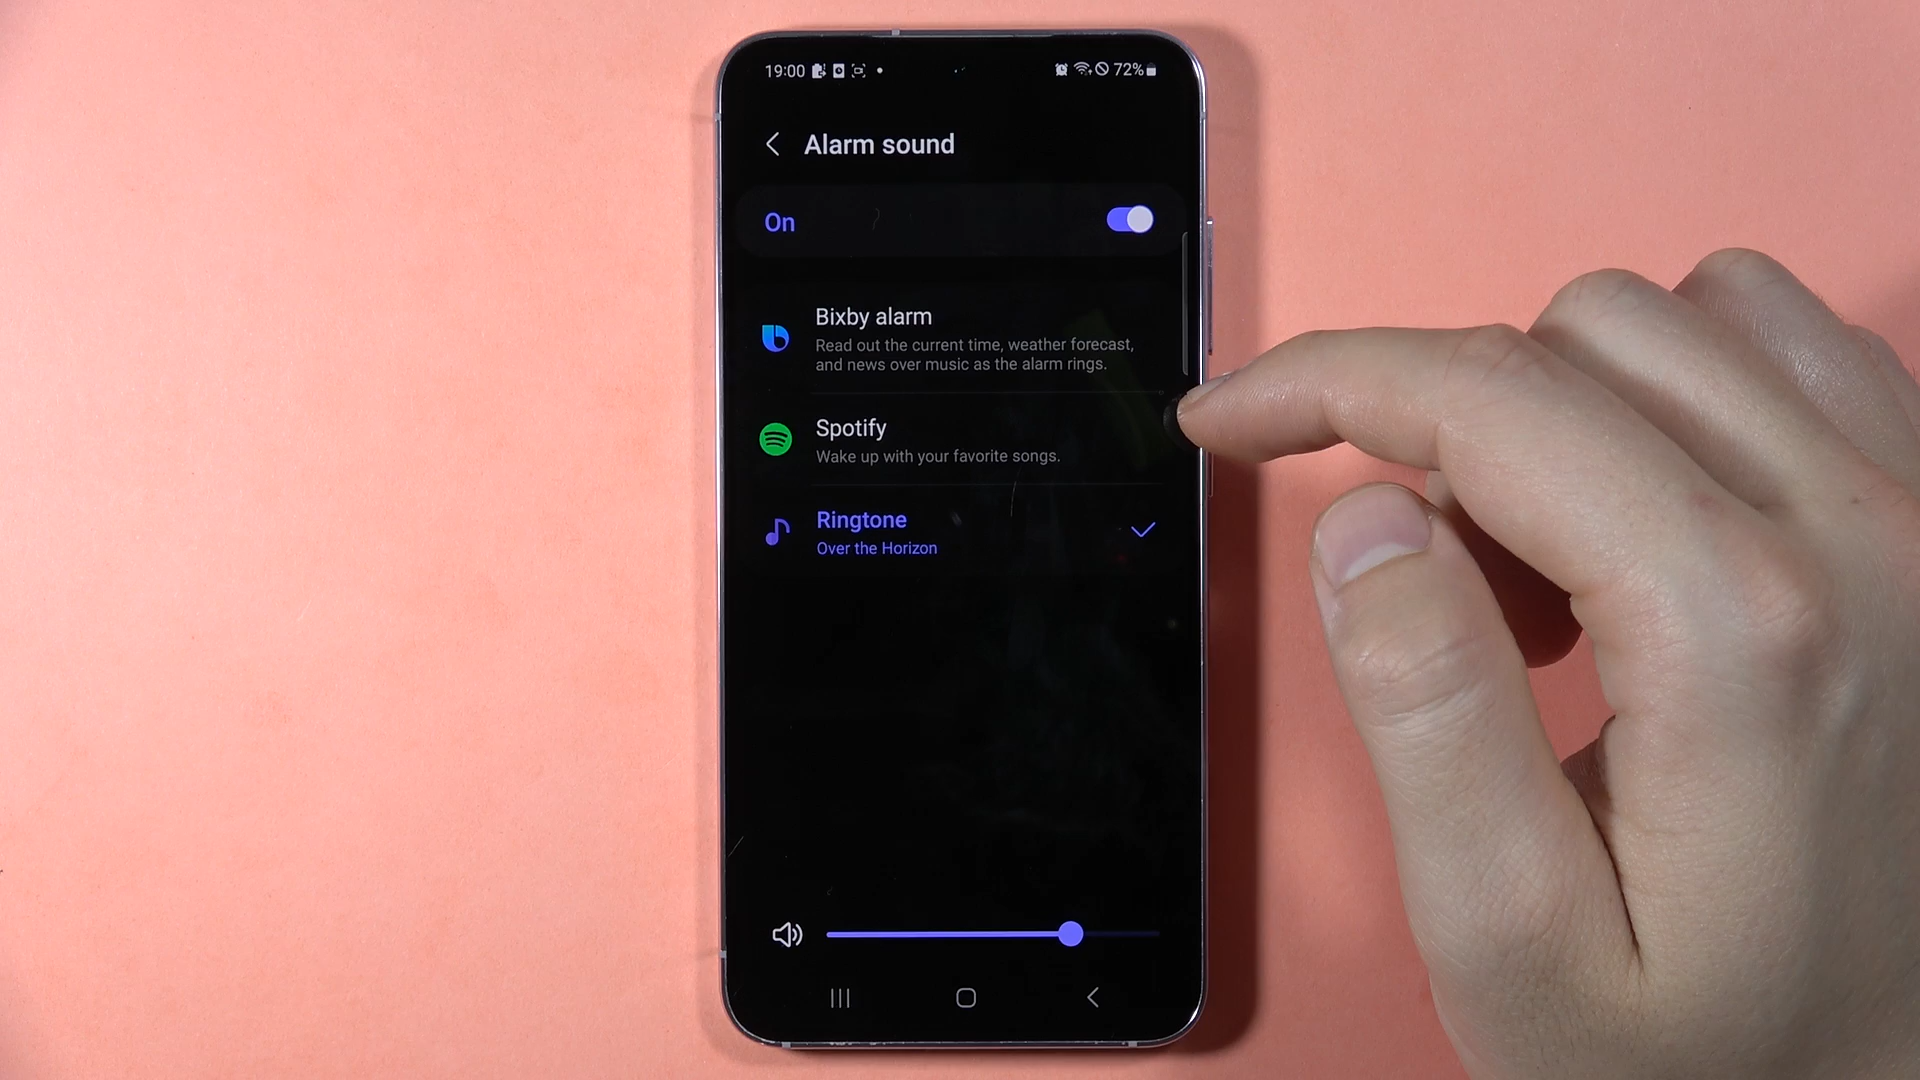 19:00
72%
Alarm sound
On
Bixby alarm
Read out the current time, weather forecast,
and news over music as the alarm rings.
Spotify
Wake up with your favorite songs.
Ringtone
Over the Horizon